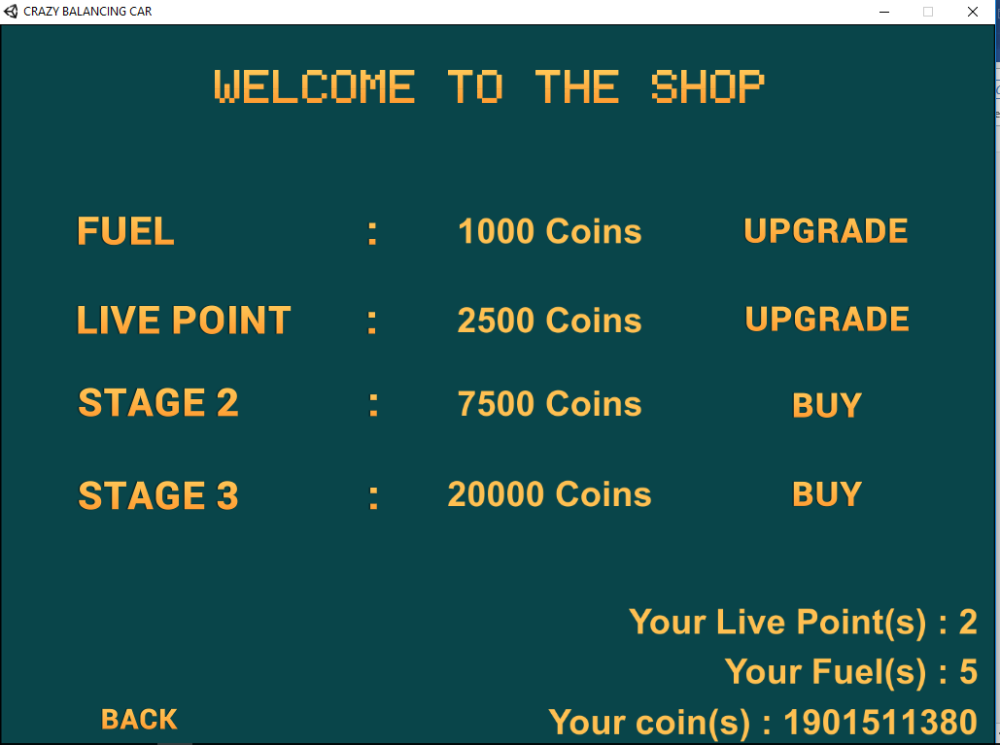 CRAZY BALANCING CAR
WELCOME TO THE SHOP
FUEL : 1000 Coins UPGRADE
LIVE POINT : 2500 Coins UPGRADE
STAGE 2 : 7500 Coins BUY
STAGE 3 : 20000 Coins BUY
Your Live Point(s) : 2
Your Fuel(s) : 5
BACK Your coin(s) : 1901511380